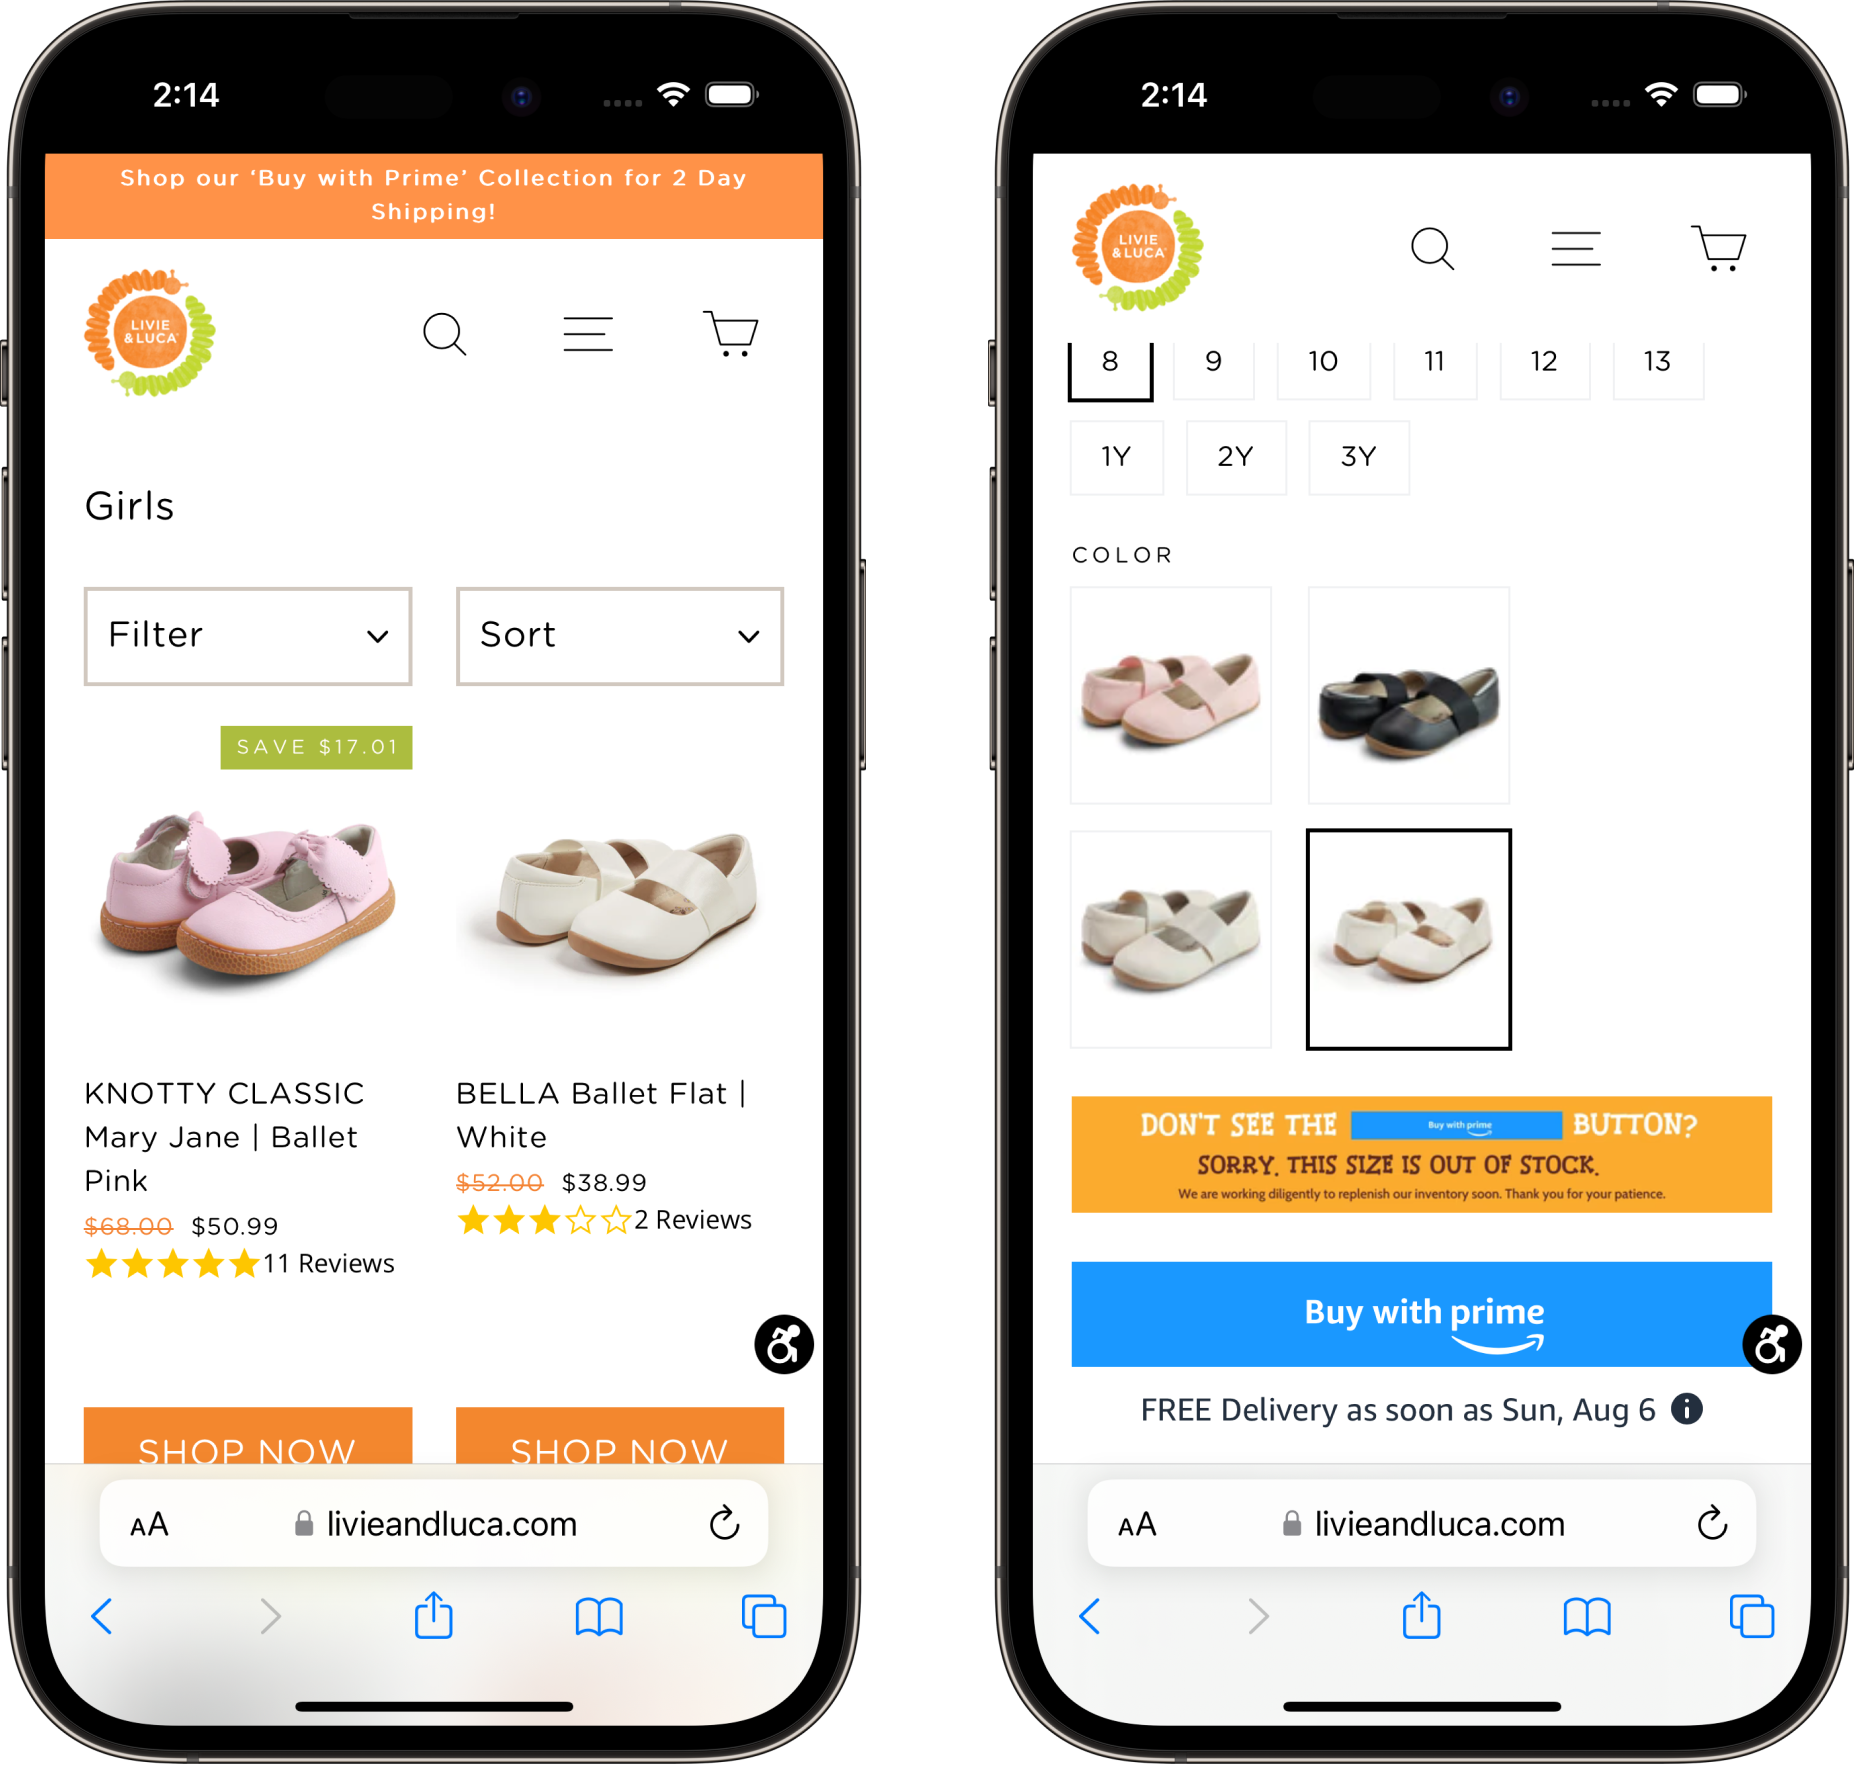 2:14
Shop our ‘Buy with Prime’ Collection for 2 Day
Shipping!
LIVIE
& LUCA
Girls
Filter
Sort
SAVE $17.01
KNOTTY CLASSIC
Mary Jane | Ballet
Pink
$68.00 $50.99
11 Reviews
BELLA Ballet Flat |
White
$52.00 $38.99
2 Reviews
SHOP NOW
SHOP NOW
AA
livieandluca.com
2:14
LIVIE
& LUCA
8
9
10
11
12
13
1Y
2Y
3Y
COLOR
DON'T SEE THE Buy with prime BUTTON?
SORRY, THIS SIZE IS OUT OF STOCK.
We are working diligently to replenish our inventory soon. Thank you for your patience.
Buy with prime
FREE Delivery as soon as Sun, Aug 6
AA
livieandluca.com